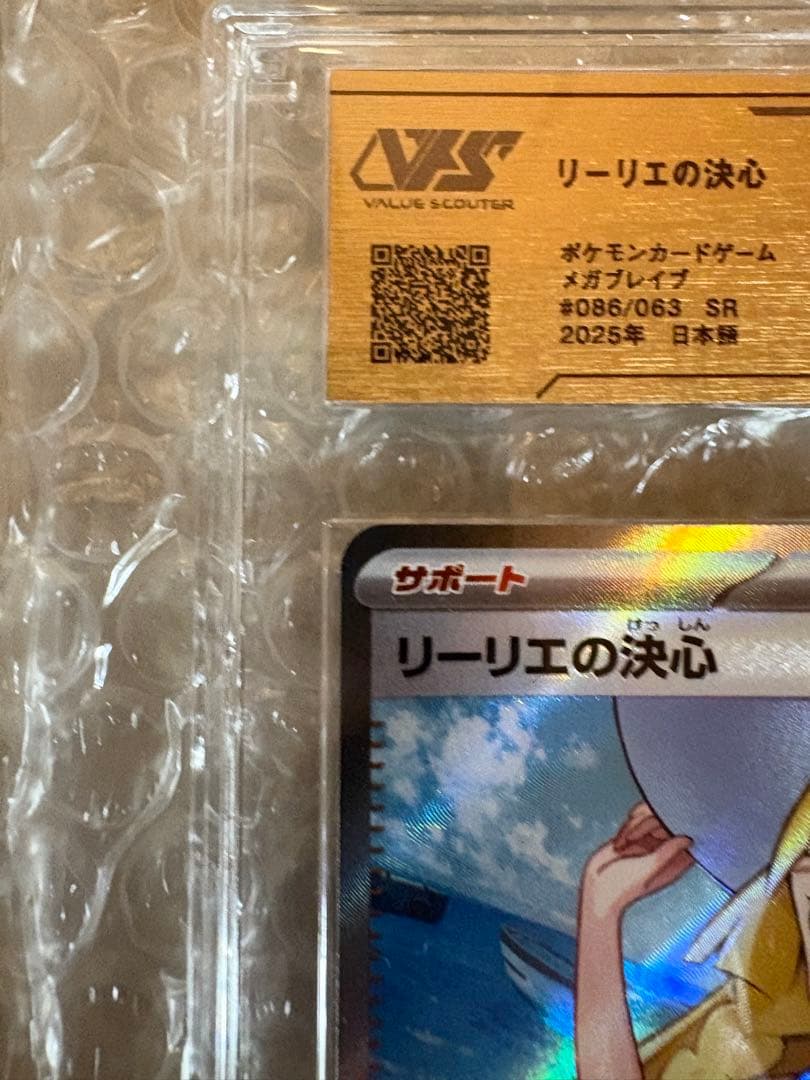 VS
VALUE SCOUTER
リーリエの決心
ポケモンカードゲーム
メガブレイブ
#086/063 SR
2025年 日本語
サポート
けっしん
リーリエの決心